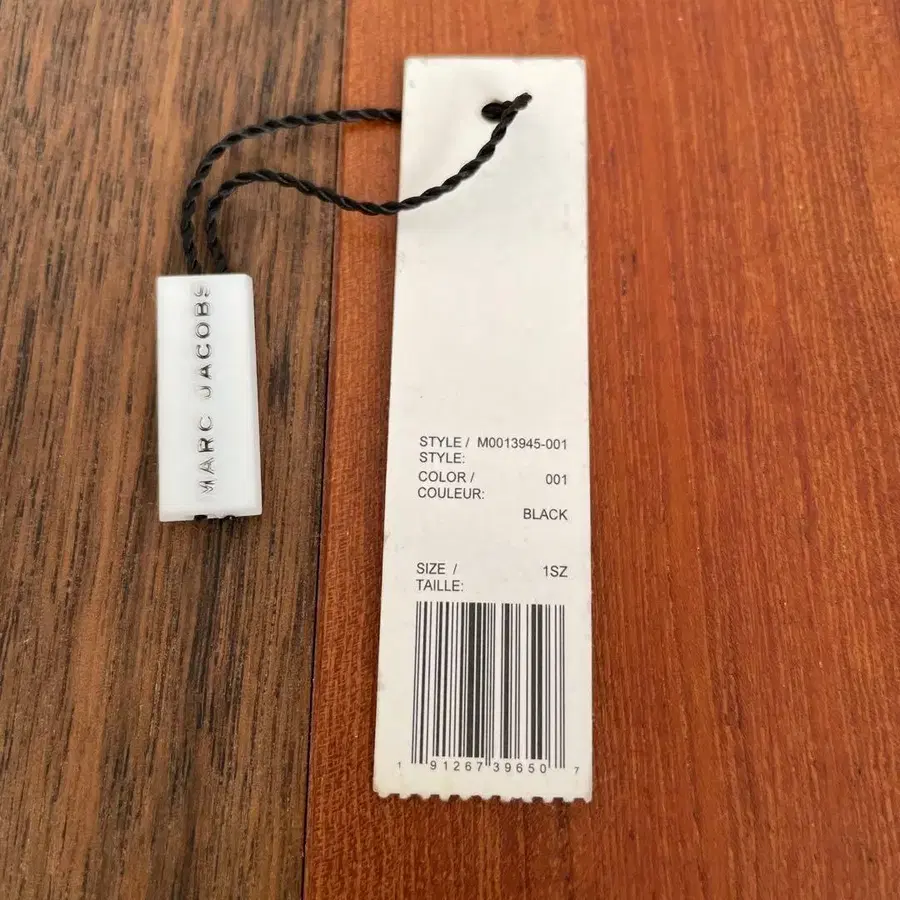 MARC JACOBS
STYLE / M0013945-001
STYLE:
COLOR / 001
COULEUR:
BLACK
SIZE / 1SZ
TAILLE:
1 91267 39650 7